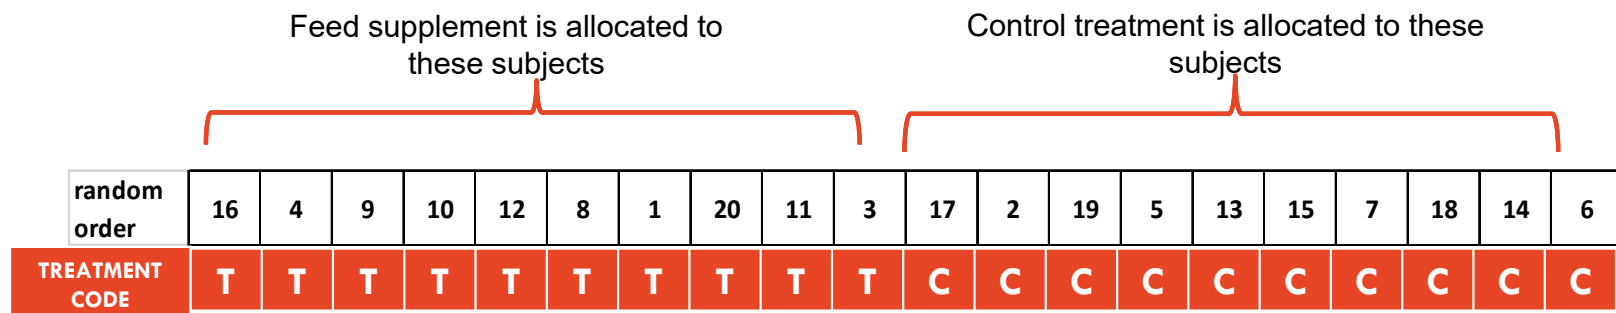 Feed supplement is allocated to
these subjects
Control treatment is allocated to these
subjects
random
order
16 4 9 10 12 8 1 20 11 3 17 2 19 5 13 15 7 18 14 6
TREATMENT
CODE
T T T T T T T T T T C C C C C C C C C C